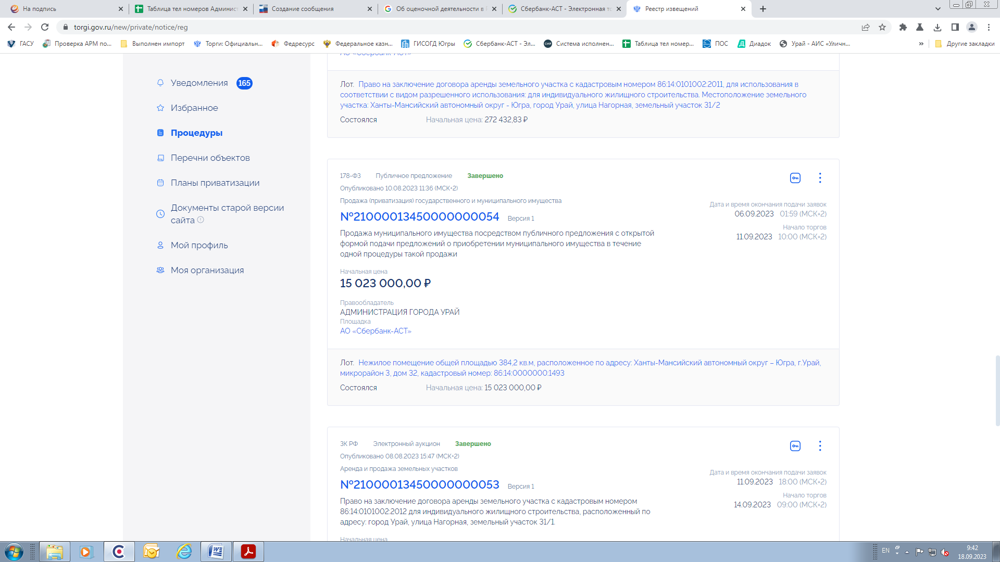 На подпись
Таблица тел номеров Админист
Создание сообщения
Об оценочной деятельности в
Сбербанк-АСТ - Электронная то
Реестр извещений
torgi.gov.ru/new/private/notice/reg
ГАСУ
Проверка АРМ по...
Выполнен импорт
Торги: Официальн...
Федресурс
Федеральное казн...
ГИСОГД Югры
Сбербанк-АСТ - Эл...
Система исполнен...
Таблица тел номер...
ПОС
Диадок
Урай - АИС «Уличн...
»
Другие закладки
АО «Сбербанк-АСТ»
Уведомления 165
Избранное
Процедуры
Перечни объектов
Планы приватизации
Документы старой версии
сайта
Мой профиль
Моя организация
Лот. Право на заключение договора аренды земельного участка с кадастровым номером 86:14:0101002:2011, для использования в
соответствии с видом разрешенного использования: для индивидуального жилищного строительства. Местоположение земельного
участка: Ханты-Мансийский автономный округ - Югра, город Урай, улица Нагорная, земельный участок 31/2
Состоялся Начальная цена: 272 432,83 ₽
178-ФЗ Публичное предложение Завершено
Опубликовано 10.08.2023 11:36 (МСК+2)
Продажа (приватизация) государственного и муниципального имущества
№21000013450000000054 Версия 1
Продажа муниципального имущества посредством публичного предложения с открытой
формой подачи предложений о приобретении муниципального имущества в течение
одной процедуры такой продажи
Дата и время окончания подачи заявок
06.09.2023 01:59 (МСК+2)
Начало торгов
11.09.2023 10:00 (МСК+2)
Начальная цена
15 023 000,00 ₽
Правообладатель
АДМИНИСТРАЦИЯ ГОРОДА УРАЙ
Площадка
АО «Сбербанк-АСТ»
Лот. Нежилое помещение общей площадью 384,2 кв.м, расположенное по адресу: Ханты-Мансийский автономный округ – Югра, г.Урай,
микрорайон 3, дом 32, кадастровый номер: 86:14:0000000:1493
Состоялся Начальная цена: 15 023 000,00 ₽
ЗК РФ Электронный аукцион Завершено
Опубликовано 08.08.2023 15:47 (МСК+2)
Аренда и продажа земельных участков
№21000013450000000053 Версия 1
Право на заключение договора аренды земельного участка с кадастровым номером
86:14:0101002:2012 для индивидуального жилищного строительства, расположенный по
адресу: город Урай, улица Нагорная, земельный участок 31/1.
Дата и время окончания подачи заявок
11.09.2023 18:00 (МСК+2)
Начало торгов
14.09.2023 09:00 (МСК+2)
Начальная цена
EN
9:42
18.09.2023